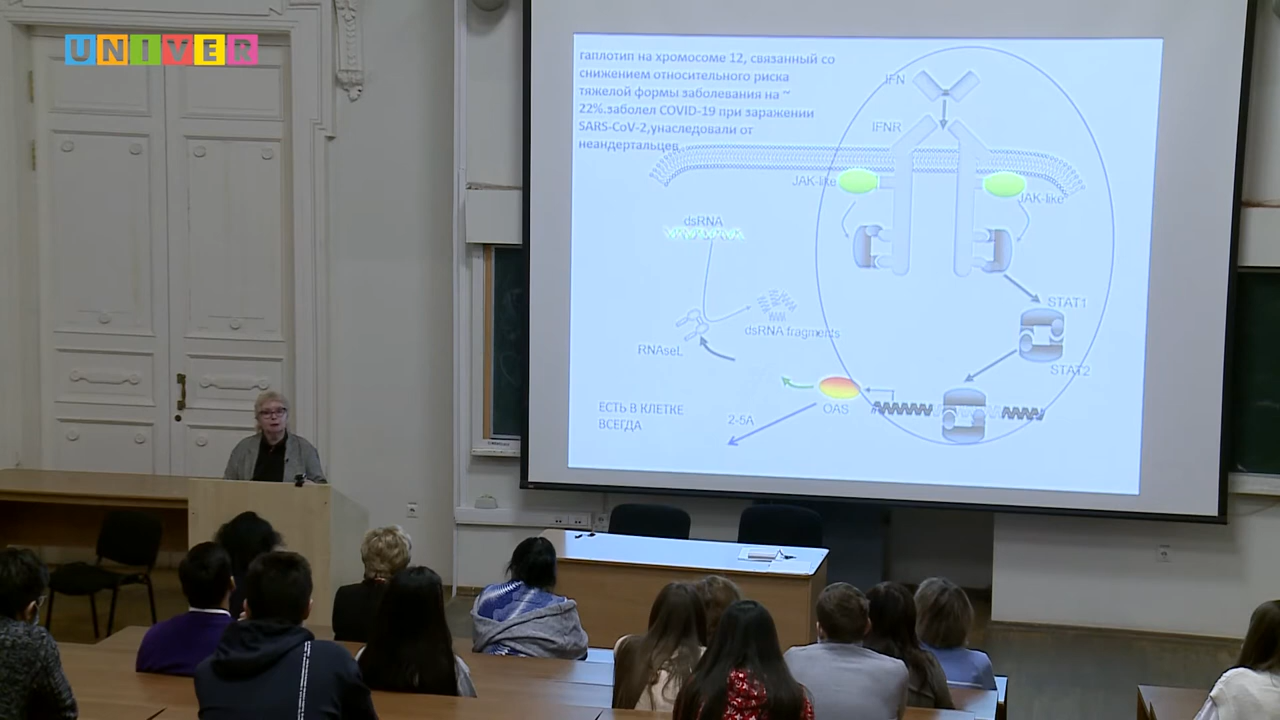 UNIVER
гаплотип на хромосоме 12, связанный со
снижением относительного риска
тяжелой формы заболевания на ~
22%.заболел COVID-19 при заражении
SARS-CoV-2,унаследовали от
неандертальцев
IFN
IFNR
JAK-like
JAK-like
dsRNA
dsRNA fragments
RNAseL
STAT1
STAT2
OAS
2-5A
ЕСТЬ В КЛЕТКЕ
ВСЕГДА